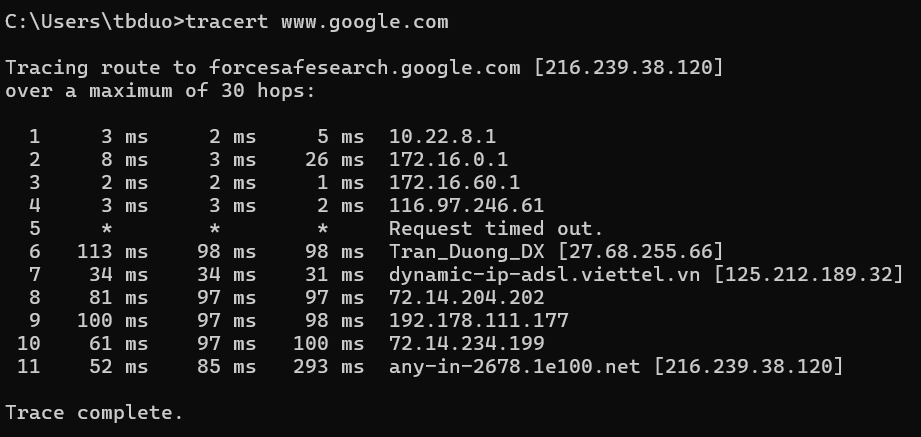 C:\Users\tbduo>tracert www.google.com
Tracing route to forcesafesearch.google.com [216.239.38.120]
over a maximum of 30 hops:
1 3 ms 2 ms 5 ms 10.22.8.1
2 8 ms 3 ms 26 ms 172.16.0.1
3 2 ms 2 ms 1 ms 172.16.60.1
4 3 ms 3 ms 2 ms 116.97.246.61
5 * * * Request timed out.
6 113 ms 98 ms 98 ms Tran_Duong_DX [27.68.255.66]
7 34 ms 34 ms 31 ms dynamic-ip-adsl.viettel.vn [125.212.189.32]
8 81 ms 97 ms 97 ms 72.14.204.202
9 100 ms 97 ms 98 ms 192.178.111.177
10 61 ms 97 ms 100 ms 72.14.234.199
11 52 ms 85 ms 293 ms any-in-2678.1e100.net [216.239.38.120]
Trace complete.